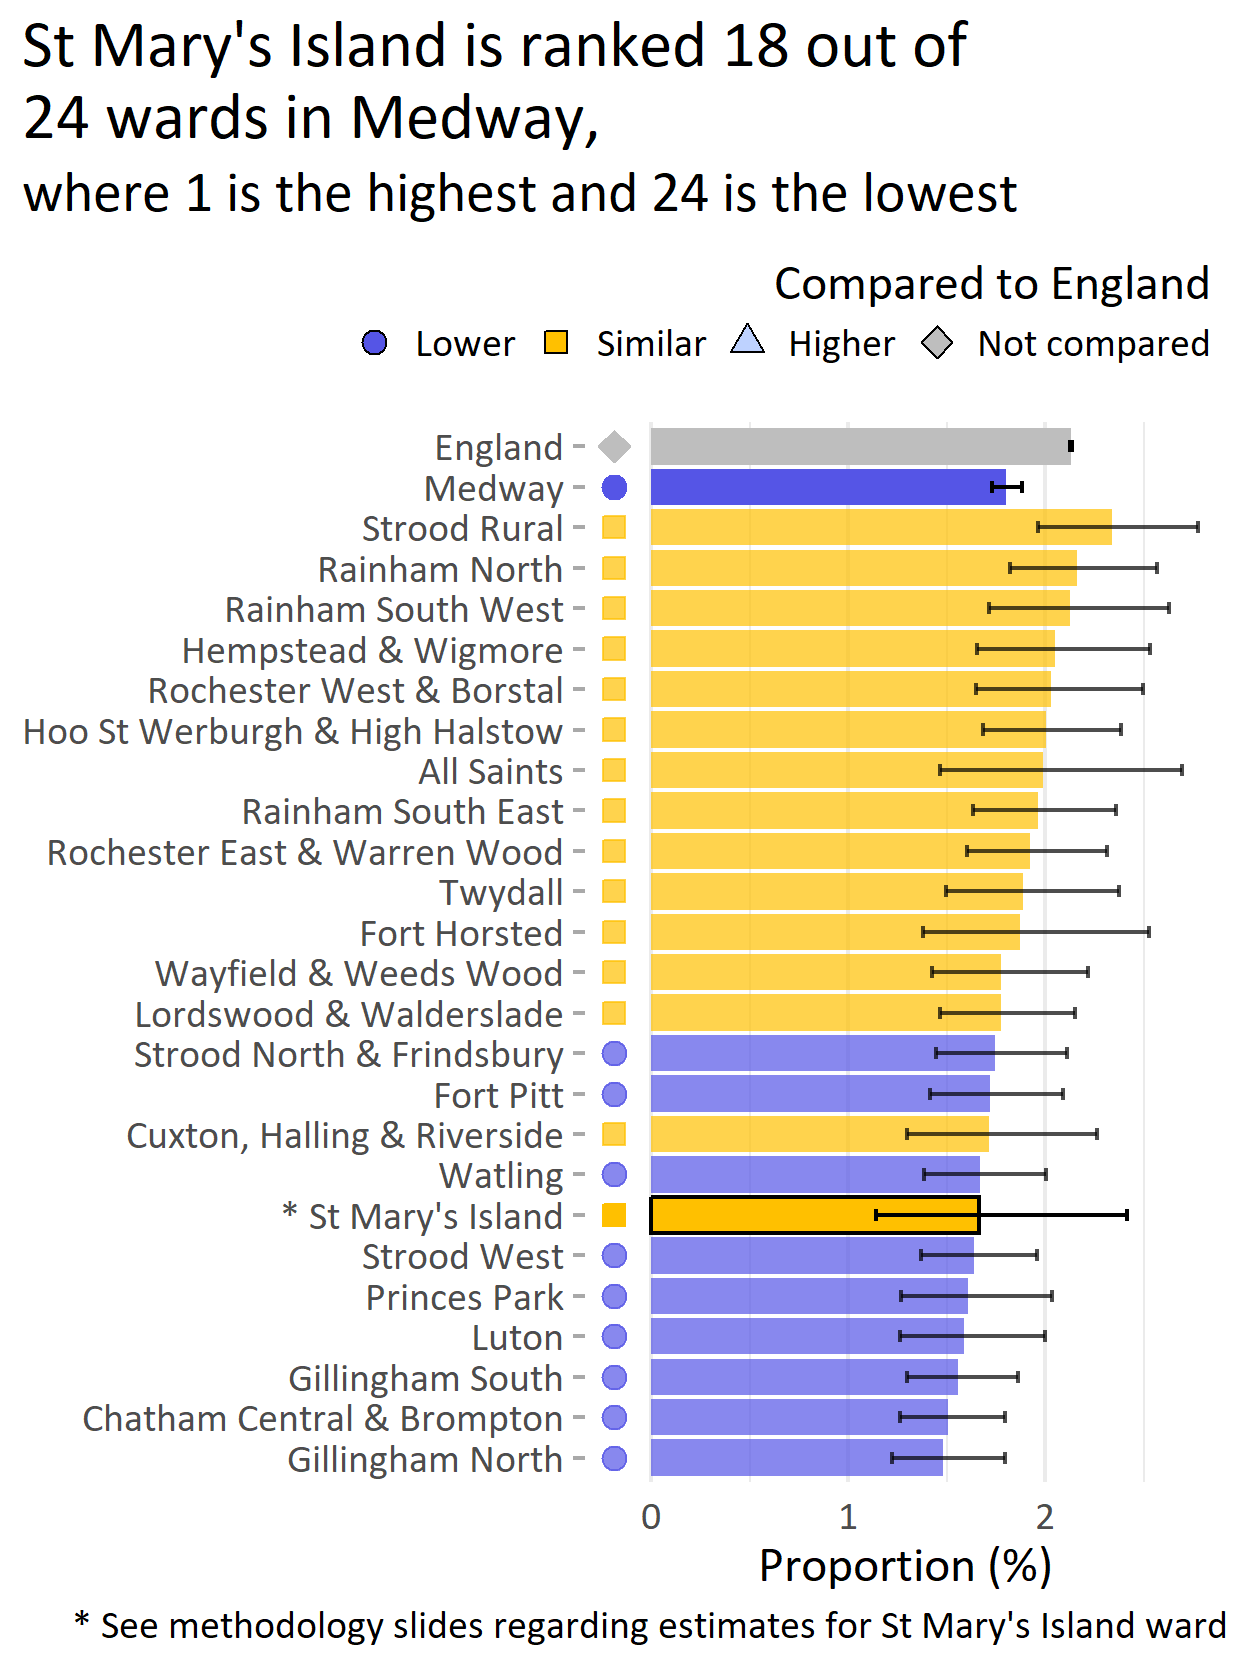 St Mary's Island is ranked 18 out of
24 wards in Medway,
where 1 is the highest and 24 is the lowest
Compared to England
Lower Similar Higher Not compared
England
Medway
Strood Rural
Rainham North
Rainham South West
Hempstead & Wigmore
Rochester West & Borstal
Hoo St Werburgh & High Halstow
All Saints
Rainham South East
Rochester East & Warren Wood
Twydall
Fort Horsted
Wayfield & Weeds Wood
Lordswood & Walderslade
Strood North & Frindsbury
Fort Pitt
Cuxton, Halling & Riverside
Watling
* St Mary's Island
Strood West
Princes Park
Luton
Gillingham South
Chatham Central & Brompton
Gillingham North
0 1 2
Proportion (%)
* See methodology slides regarding estimates for St Mary's Island ward